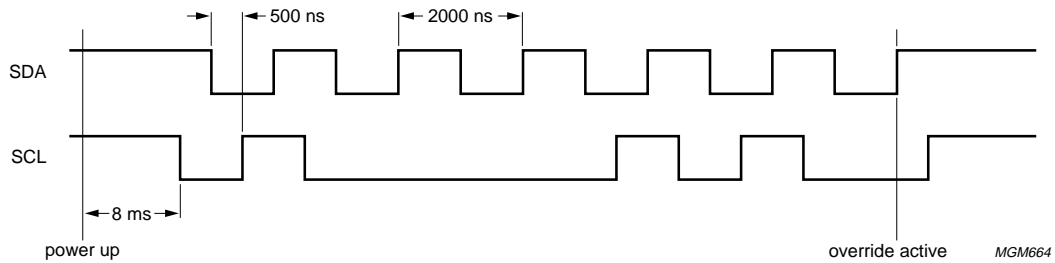 500 ns
2000 ns
SDA
SCL
8 ms
power up
override active
MGM664